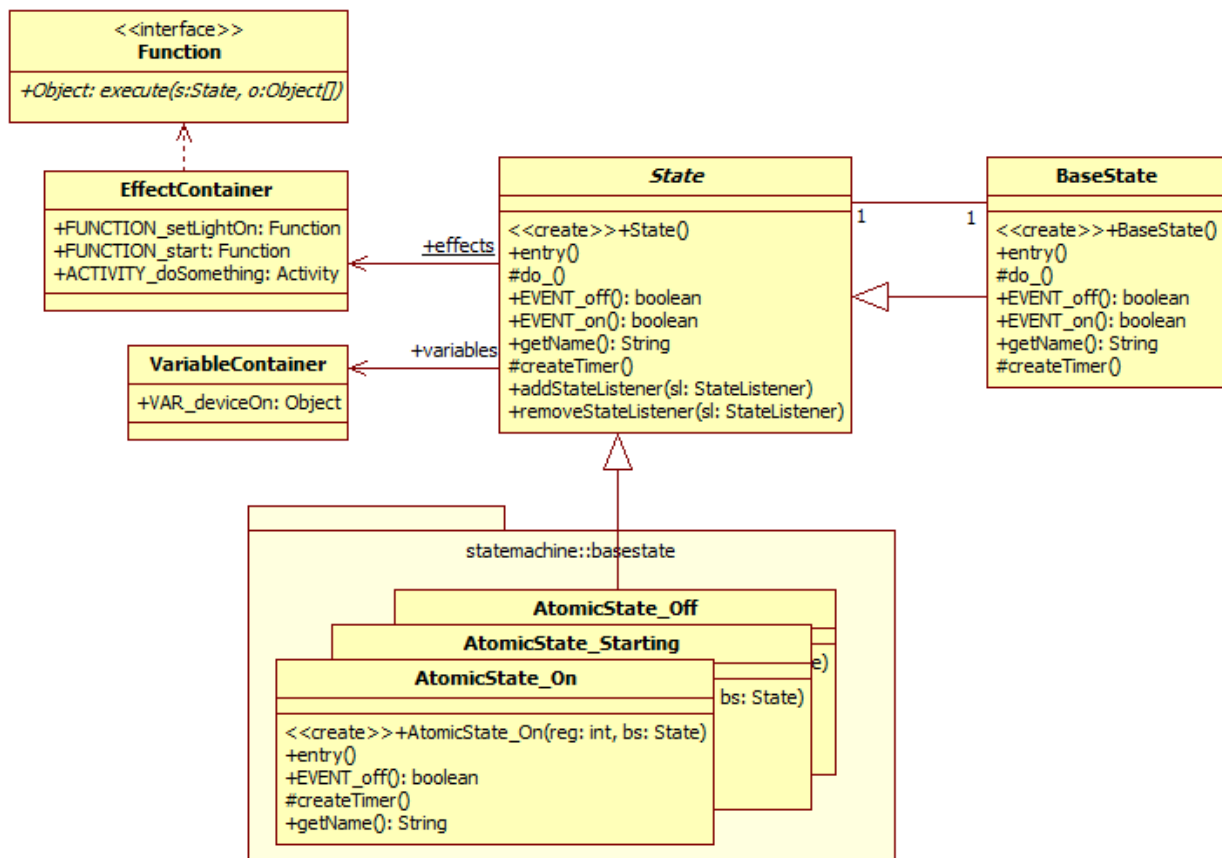 <<interface>>
Function
+Object: execute(s:State, o:Object[])
EffectContainer
+FUNCTION_setLightOn: Function
+FUNCTION_start: Function
+ACTIVITY_doSomething: Activity
+effects
VariableContainer
+VAR_deviceOn: Object
+variables
State
<<create>>+State()
+entry()
#do_()
+EVENT_off(): boolean
+EVENT_on(): boolean
+getName(): String
#createTimer()
+addStateListener(sl: StateListener)
+removeStateListener(sl: StateListener)
1
1
BaseState
<<create>>+BaseState()
+entry()
#do_()
+EVENT_off(): boolean
+EVENT_on(): boolean
+getName(): String
#createTimer()
statemachine::basestate
AtomicState_Off
e)
AtomicState_Starting
bs: State)
AtomicState_On
<<create>>+AtomicState_On(reg: int, bs: State)
+entry()
+EVENT_off(): boolean
#createTimer()
+getName(): String